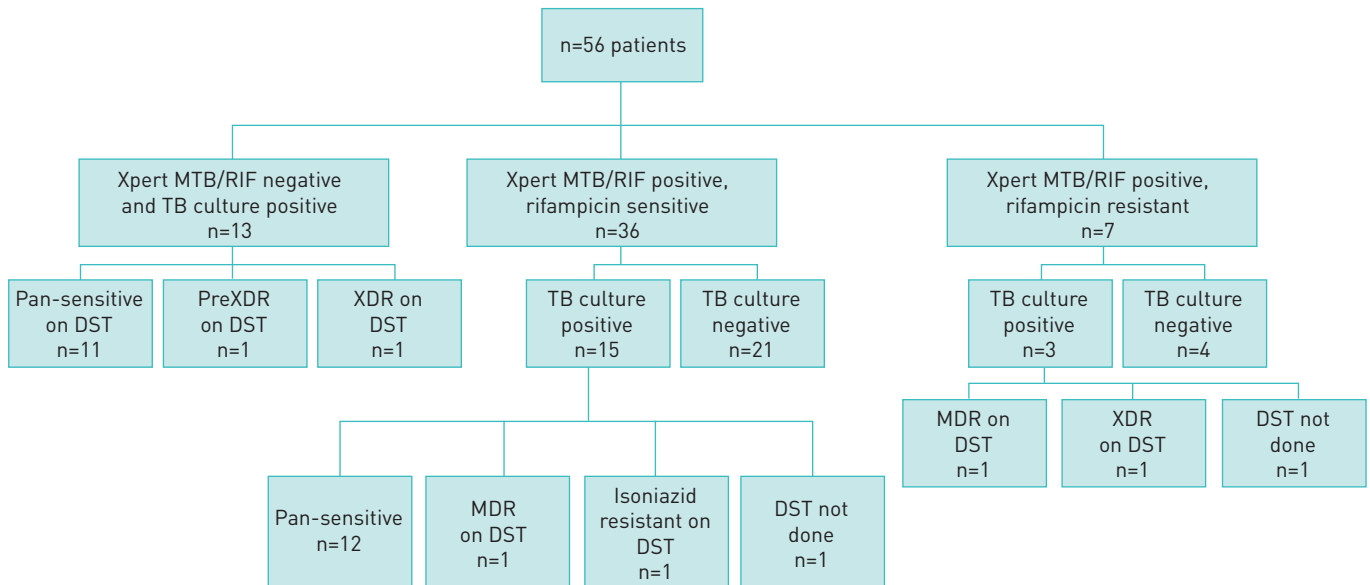 n=56 patients
Xpert MTB/RIF negative
and TB culture positive
n=13
Xpert MTB/RIF positive,
rifampicin sensitive
n=36
Xpert MTB/RIF positive,
rifampicin resistant
n=7
Pan-sensitive
on DST
n=11
PreXDR
on DST
n=1
XDR on
DST
n=1
TB culture
positive
n=15
TB culture
negative
n=21
TB culture
positive
n=3
TB culture
negative
n=4
MDR on
DST
n=1
XDR
on DST
n=1
DST not
done
n=1
Pan-sensitive
n=12
MDR
on DST
n=1
Isoniazid
resistant on
DST
n=1
DST not
done
n=1